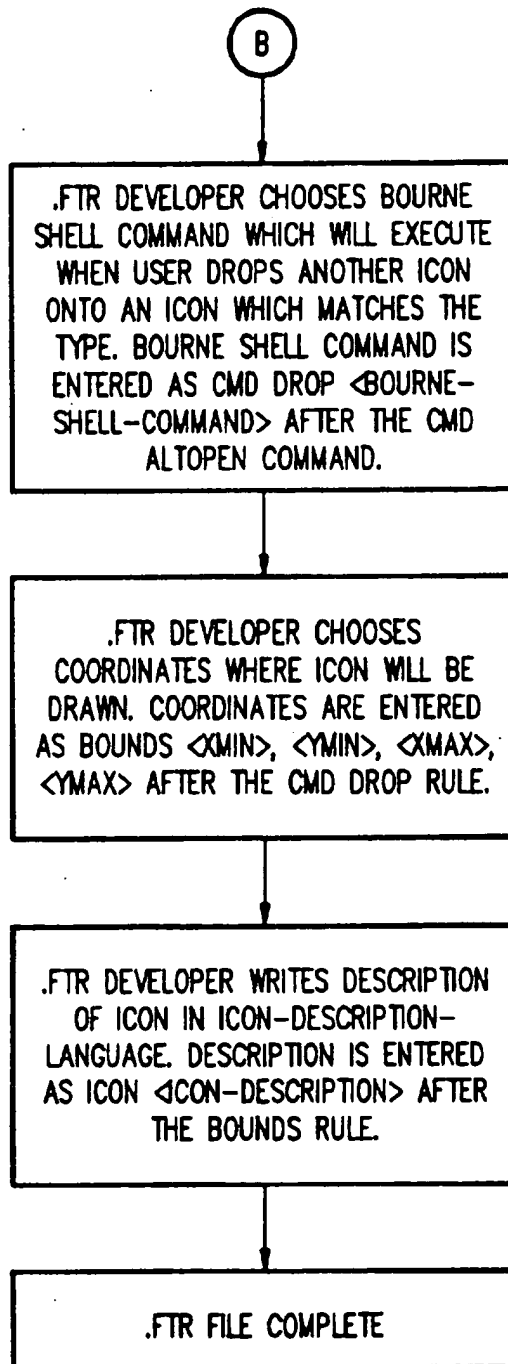 B
.FTR DEVELOPER CHOOSES BOURNE
SHELL COMMAND WHICH WILL EXECUTE
WHEN USER DROPS ANOTHER ICON
ONTO AN ICON WHICH MATCHES THE
TYPE. BOURNE SHELL COMMAND IS
ENTERED AS CMD DROP <BOURNE-
SHELL-COMMAND> AFTER THE CMD
ALTOPEN COMMAND.
.FTR DEVELOPER CHOOSES
COORDINATES WHERE ICON WILL BE
DRAWN. COORDINATES ARE ENTERED
AS BOUNDS <XMIN>, <YMIN>, <XMAX>,
<YMAX> AFTER THE CMD DROP RULE.
.FTR DEVELOPER WRITES DESCRIPTION
OF ICON IN ICON-DESCRIPTION-
LANGUAGE. DESCRIPTION IS ENTERED
AS ICON <ICON-DESCRIPTION> AFTER
THE BOUNDS RULE.
.FTR FILE COMPLETE